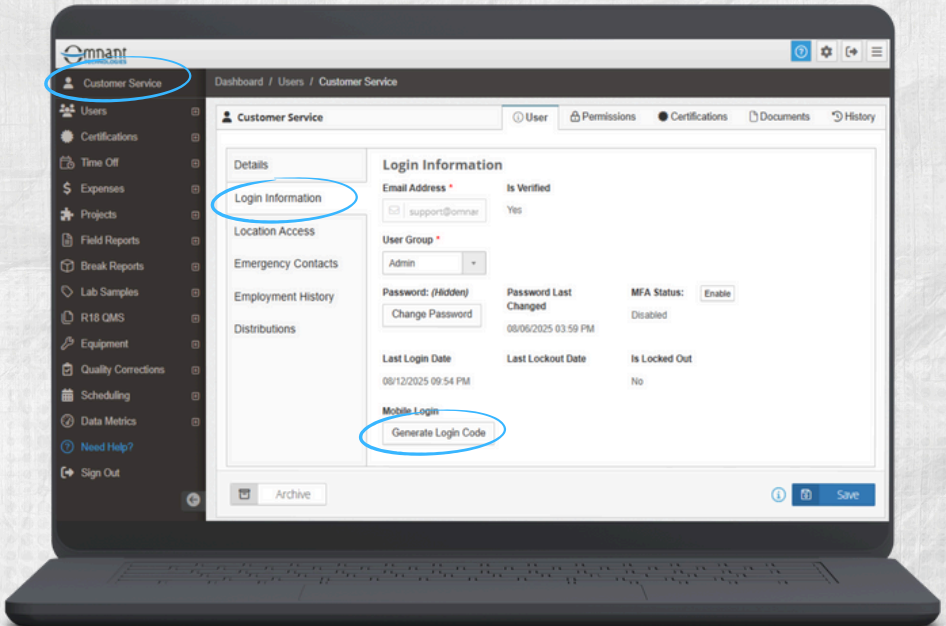 Omnant
TECHNOLOGIES
Customer Service
Users
Certifications
Time Off
Expenses
Projects
Field Reports
Break Reports
Lab Samples
R18 QMS
Equipment
Quality Corrections
Scheduling
Data Metrics
Need Help?
Sign Out
Dashboard / Users / Customer Service
Customer Service
User
Permissions
Certifications
Documents
History
Details
Login Information
Location Access
Emergency Contacts
Employment History
Distributions
Login Information
Email Address *
Is Verified
support@omnar
Yes
User Group *
Admin
Password: (Hidden)
Password Last
Changed
MFA Status:
Enable
Change Password
08/06/2025 03:59 PM
Disabled
Last Login Date
Last Lockout Date
Is Locked Out
08/12/2025 09:54 PM
No
Mobile Login
Generate Login Code
Archive
Save